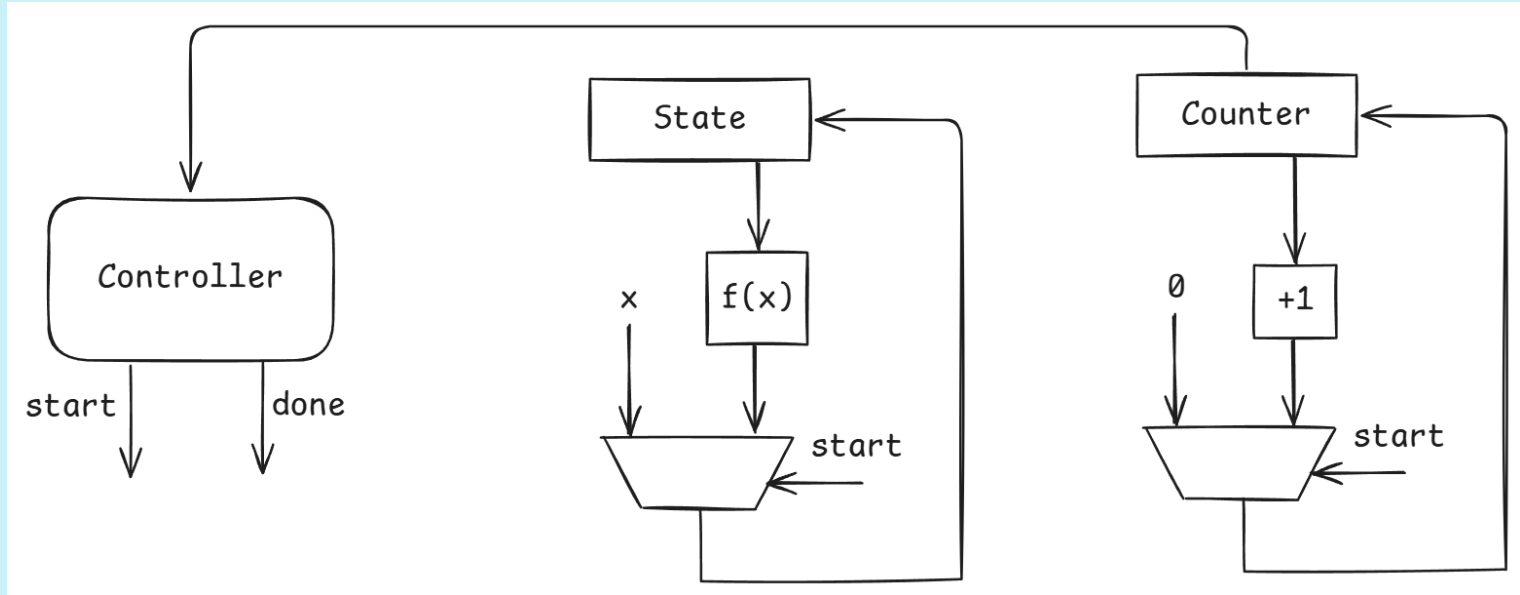 State
Counter
Controller
x
f(x)
0
+1
start
done
start
start